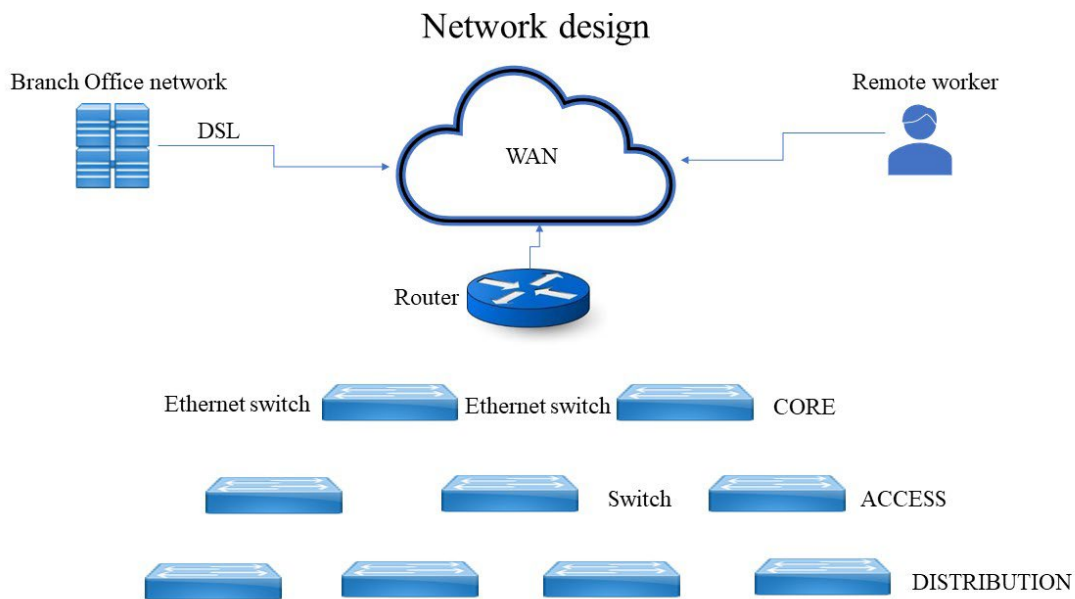 Network design
Branch Office network
Remote worker
DSL
WAN
Router
Ethernet switch
Ethernet switch
CORE
Switch
ACCESS
DISTRIBUTION